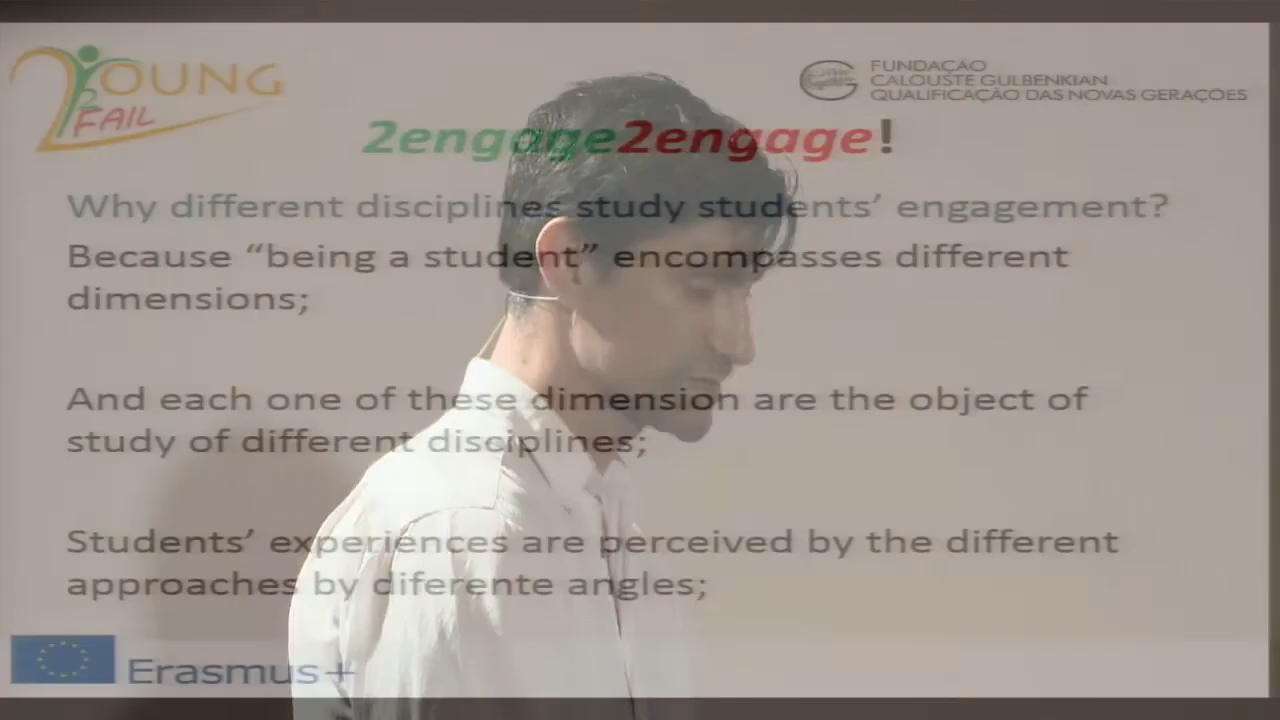 YOUNG
2
FAIL
FUNDAÇÃO
CALOUSTE GULBENKIAN
QUALIFICAÇÃO DAS NOVAS GERAÇÕES
2engage2engage!
Why different disciplines study students’ engagement?
Because “being a student” encompasses different
dimensions;
And each one of these dimension are the object of
study of different disciplines;
Students’ experiences are perceived by the different
approaches by diferente angles;
Erasmus+